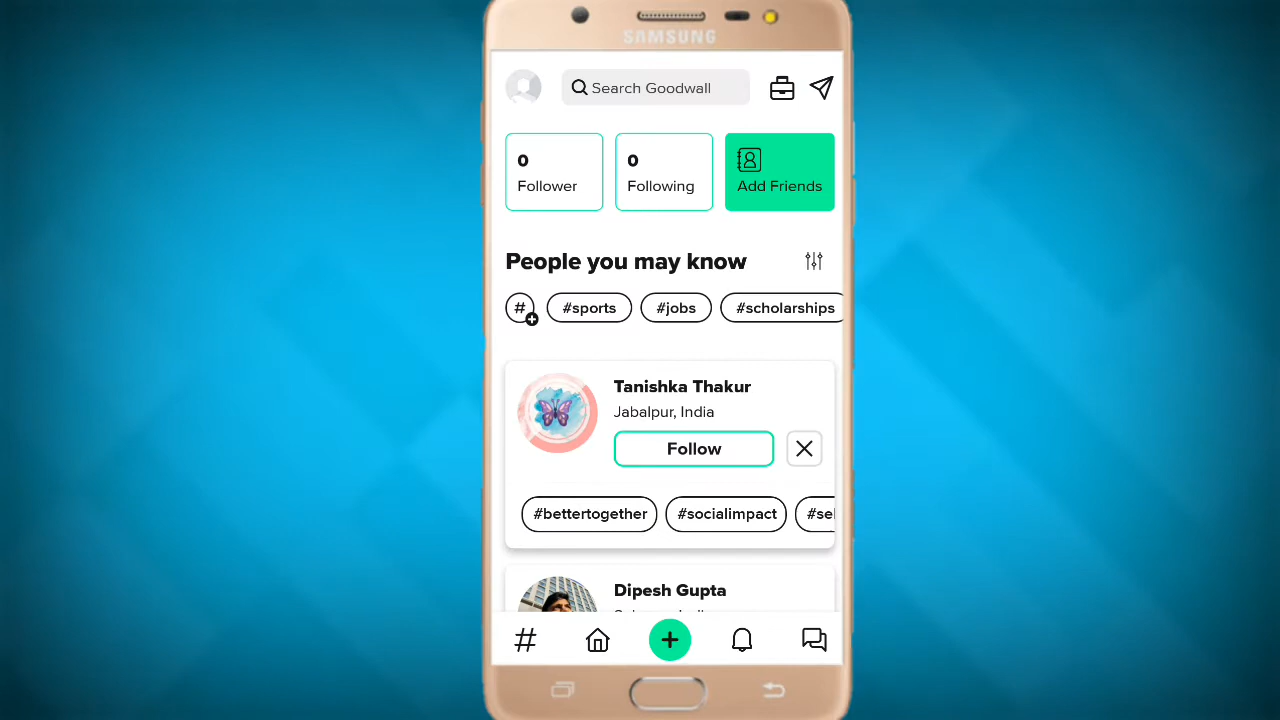 SAMSUNG
Search Goodwall
0
Follower
0
Following
Add Friends
People you may know
#
#sports
#jobs
#scholarships
Tanishka Thakur
Jabalpur, India
Follow
#bettertogether
#socialimpact
#sel
Dipesh Gupta